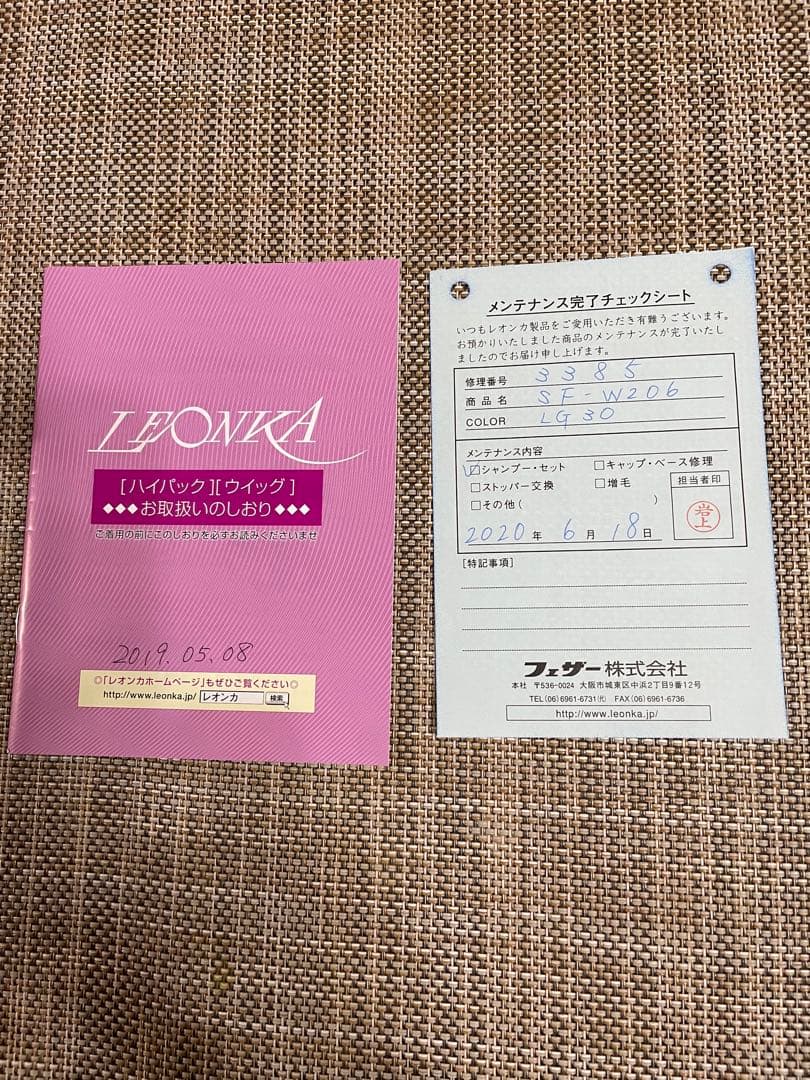 LEONKA
[ハイパック][ウイッグ]
◆◆◆お取扱いのしおり◆◆◆
ご着用の前にこのしおりを必ずお読みくださいませ
2019.05.08
◎「レオンカホームページ」もぜひご覧ください◎
http://www.leonka.jp/ レオンカ 検索
メンテナンス完了チェックシート
いつもレオンカ製品をご愛用いただき有難うございます。
お預かりいたしました商品のメンテナンスが完了いたし
ましたのでお届け申し上げます。
修理番号 3385
商品名 SF-W206
COLOR LG30
メンテナンス内容
☑シャンプー・セット □キャップ・ベース修理
□ストッパー交換 □増毛
□その他( )
担当者印
岩上
2020年 6月 18日
[特記事項]
フェザー株式会社
本社 〒536-0024 大阪市城東区中浜2丁目9番12号
TEL(06)6961-6731(代) FAX(06)6961-6736
http://www.leonka.jp/